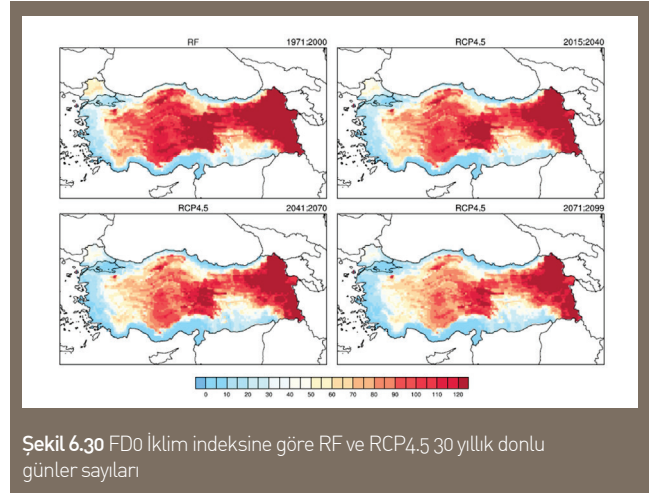 RF 1971:2000
RCP4.5 2015:2040
RCP4.5 2041:2070
RCP4.5 2071:2099
0 10 20 30 40 50 60 70 80 90 100 110 120
Şekil 6.30 FD0 İklim indeksine göre RF ve RCP4.5 30 yıllık donlu
günler sayıları